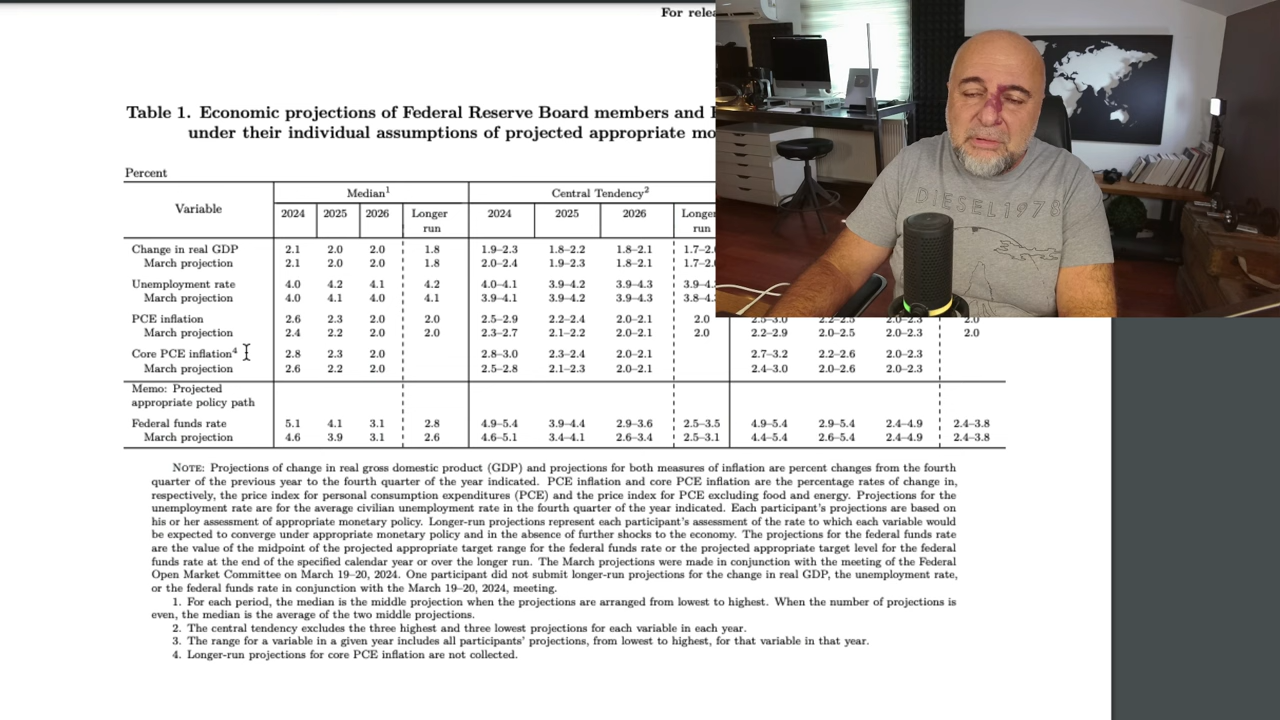 For relea
Table 1. Economic projections of Federal Reserve Board members and
under their individual assumptions of projected appropriate mo
Percent
Variable Median1 Central Tendency2
2024 2025 2026 Longer run 2024 2025 2026 Longer run
Change in real GDP 2.1 2.0 2.0 1.8 1.9–2.3 1.8–2.2 1.8–2.1 1.7–2.
March projection 2.1 2.0 2.0 1.8 2.0–2.4 1.9–2.3 1.8–2.1 1.7–2.
Unemployment rate 4.0 4.2 4.1 4.2 4.0–4.1 3.9–4.2 3.9–4.3 3.9–4.
March projection 4.0 4.1 4.0 4.1 3.9–4.1 3.9–4.2 3.9–4.3 3.8–4.
PCE inflation 2.6 2.3 2.0 2.0 2.5–2.9 2.2–2.4 2.0–2.1 2.0 2.5–3.0 2.2–2.5 2.0–2.3 2.0
March projection 2.4 2.2 2.0 2.0 2.3–2.7 2.1–2.2 2.0–2.1 2.0 2.2–2.9 2.0–2.5 2.0–2.3 2.0
Core PCE inflation4 2.8 2.3 2.0 2.8–3.0 2.3–2.4 2.0–2.1 2.7–3.2 2.2–2.6 2.0–2.3
March projection 2.6 2.2 2.0 2.5–2.8 2.1–2.3 2.0–2.1 2.4–3.0 2.0–2.6 2.0–2.3
Memo: Projected
appropriate policy path
Federal funds rate 5.1 4.1 3.1 2.8 4.9–5.4 3.9–4.4 2.9–3.6 2.5–3.5 4.9–5.4 2.9–5.4 2.4–4.9 2.4–3.8
March projection 4.6 3.9 3.1 2.6 4.6–5.1 3.4–4.1 2.6–3.4 2.5–3.1 4.4–5.4 2.6–5.4 2.4–4.9 2.4–3.8
NOTE: Projections of change in real gross domestic product (GDP) and projections for both measures of inflation are percent changes from the fourth
quarter of the previous year to the fourth quarter of the year indicated. PCE inflation and core PCE inflation are the percentage rates of change in,
respectively, the price index for personal consumption expenditures (PCE) and the price index for PCE excluding food and energy. Projections for the
unemployment rate are for the average civilian unemployment rate in the fourth quarter of the year indicated. Each participant's projections are based on
his or her assessment of appropriate monetary policy. Longer-run projections represent each participant's assessment of the rate to which each variable would
be expected to converge under appropriate monetary policy and in the absence of further shocks to the economy. The projections for the federal funds rate
are the value of the midpoint of the projected appropriate target range for the federal funds rate or the projected appropriate target level for the federal
funds rate at the end of the specified calendar year or over the longer run. The March projections were made in conjunction with the meeting of the Federal
Open Market Committee on March 19–20, 2024. One participant did not submit longer-run projections for the change in real GDP, the unemployment rate,
or the federal funds rate in conjunction with the March 19–20, 2024, meeting.
1. For each period, the median is the middle projection when the projections are arranged from lowest to highest. When the number of projections is
even, the median is the average of the two middle projections.
2. The central tendency excludes the three highest and three lowest projections for each variable in each year.
3. The range for a variable in a given year includes all participants' projections, from lowest to highest, for that variable in that year.
4. Longer-run projections for core PCE inflation are not collected.
DIESEL1978